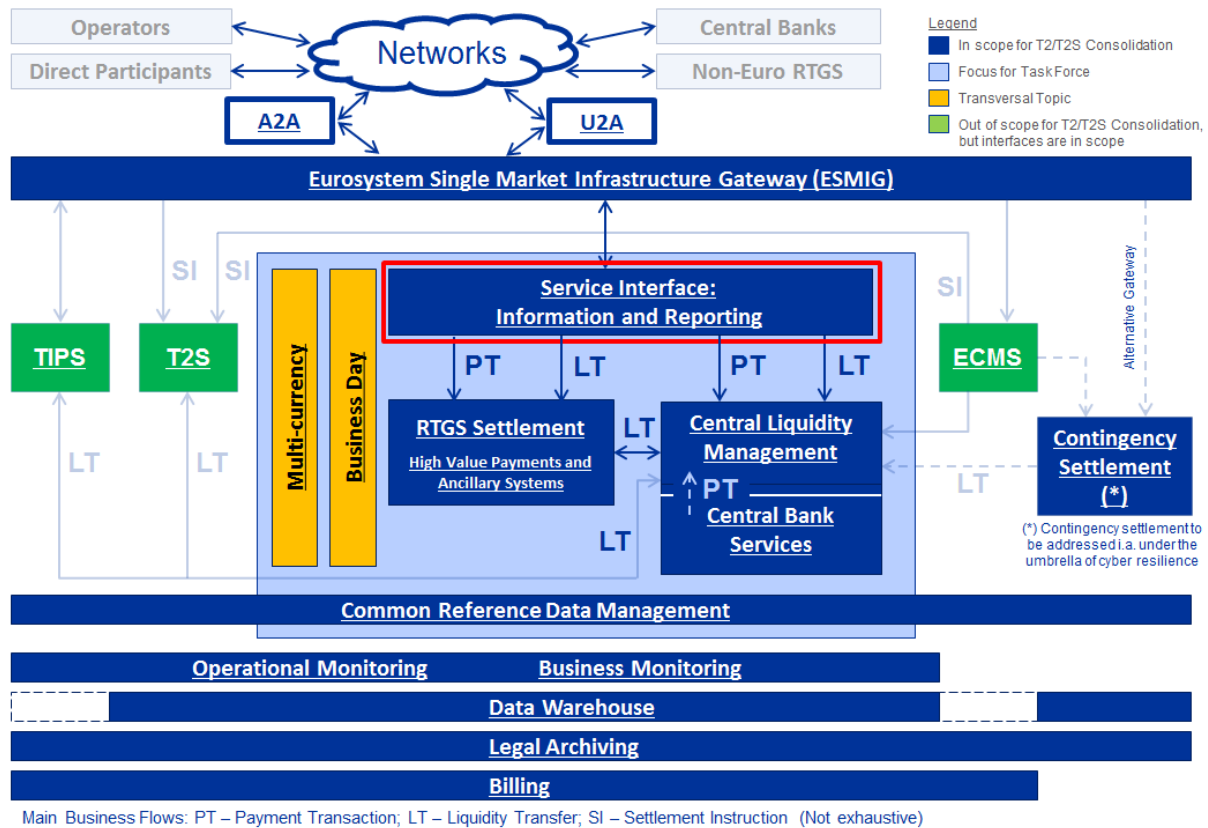 Operators
Direct Participants
Networks
Central Banks
Non-Euro RTGS
Legend
In scope for T2/T2S Consolidation
Focus for Task Force
Transversal Topic
Out of scope for T2/T2S Consolidation,
but interfaces are in scope
A2A
U2A
Eurosystem Single Market Infrastructure Gateway (ESMIG)
SI
SI
SI
Alternative Gateway
Service Interface:
Information and Reporting
TIPS
T2S
ECMS
Multi-currency
Business Day
PT
LT
PT
LT
RTGS Settlement
High Value Payments and
Ancillary Systems
LT
Central Liquidity
Management
PT
Central Bank
Services
Contingency
Settlement
(*)
LT
LT
LT
LT
(*) Contingency settlement to
be addressed i.a. under the
umbrella of cyber resilience
Common Reference Data Management
Operational Monitoring
Business Monitoring
Data Warehouse
Legal Archiving
Billing
Main Business Flows: PT – Payment Transaction; LT – Liquidity Transfer; SI – Settlement Instruction (Not exhaustive)